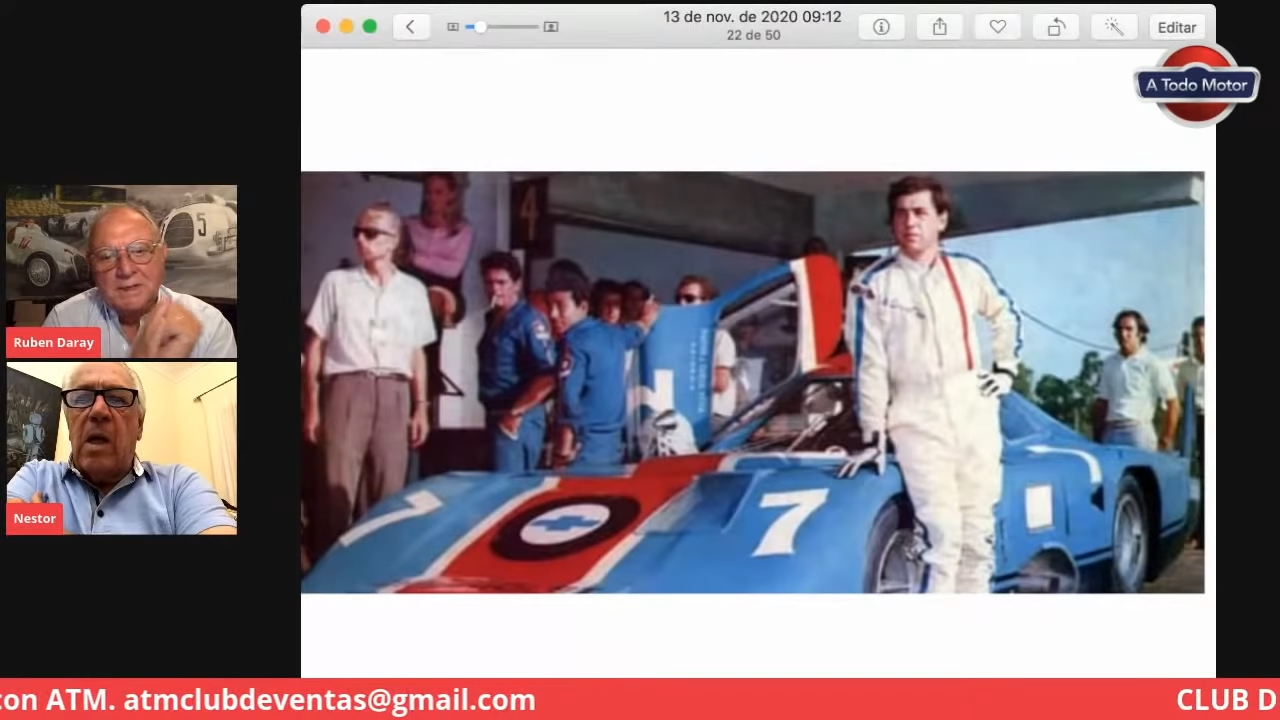 13 de nov. de 2020 09:12
22 de 50
Editar
A Todo Motor
4
5
Ruben Daray
Nestor
7
7
con ATM. atmclubdeventas@gmail.com
CLUB D